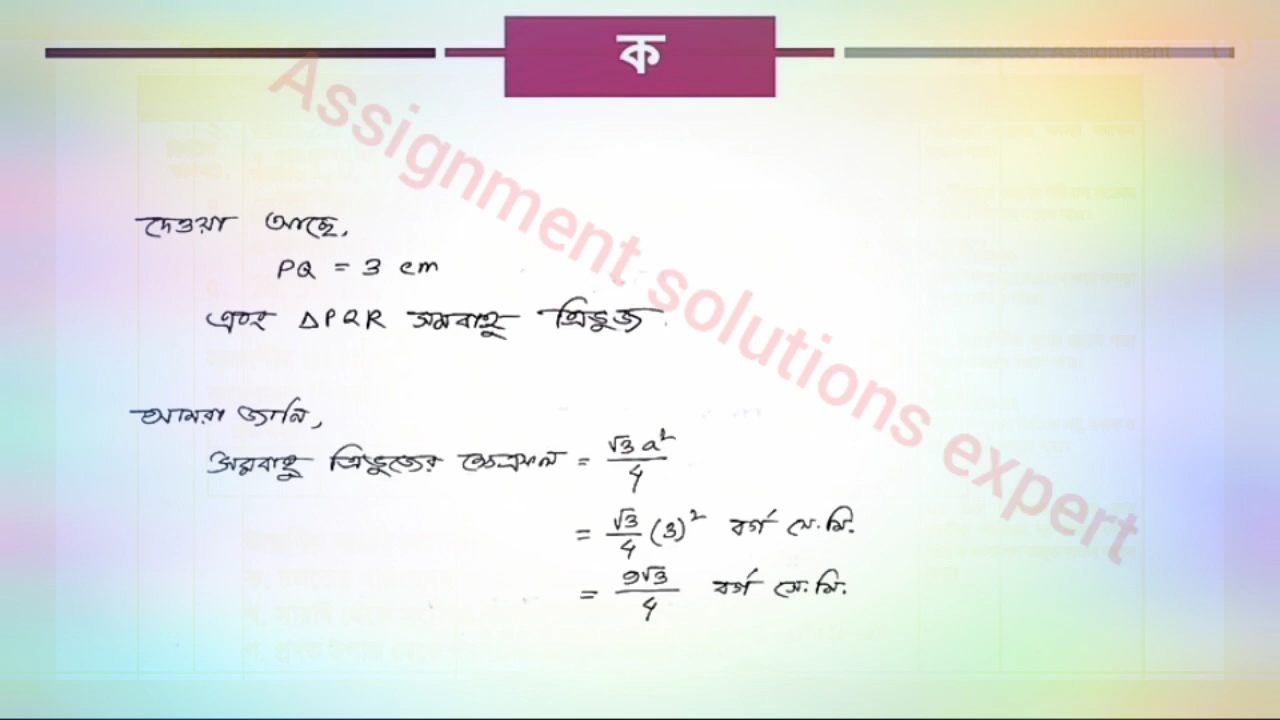 ক
Assignment solutions expert
দেওয়া আছে,
PQ = 3 cm
এবং ΔPQR সমবাহু ত্রিভুজ
আমরা জানি,
সমবাহু ত্রিভুজের ক্ষেত্রফল = √3 a² / 4
= √3 / 4 (3)² বর্গ সে.মি.
= 9√3 / 4 বর্গ সে.মি.